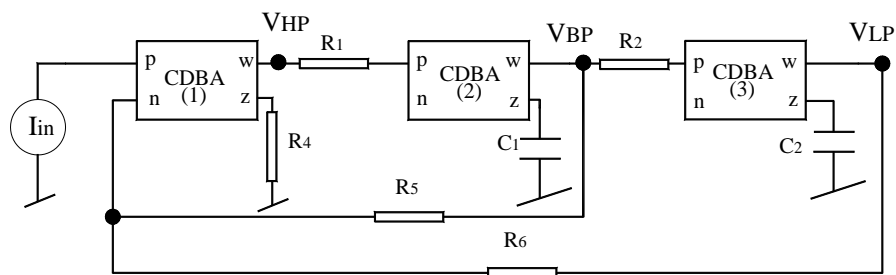 VHP
VBP
VLP
R1
R2
p
w
CDBA
(1)
n
z
p
w
CDBA
(2)
n
z
p
w
CDBA
(3)
n
z
Iin
R4
C1
C2
R5
R6